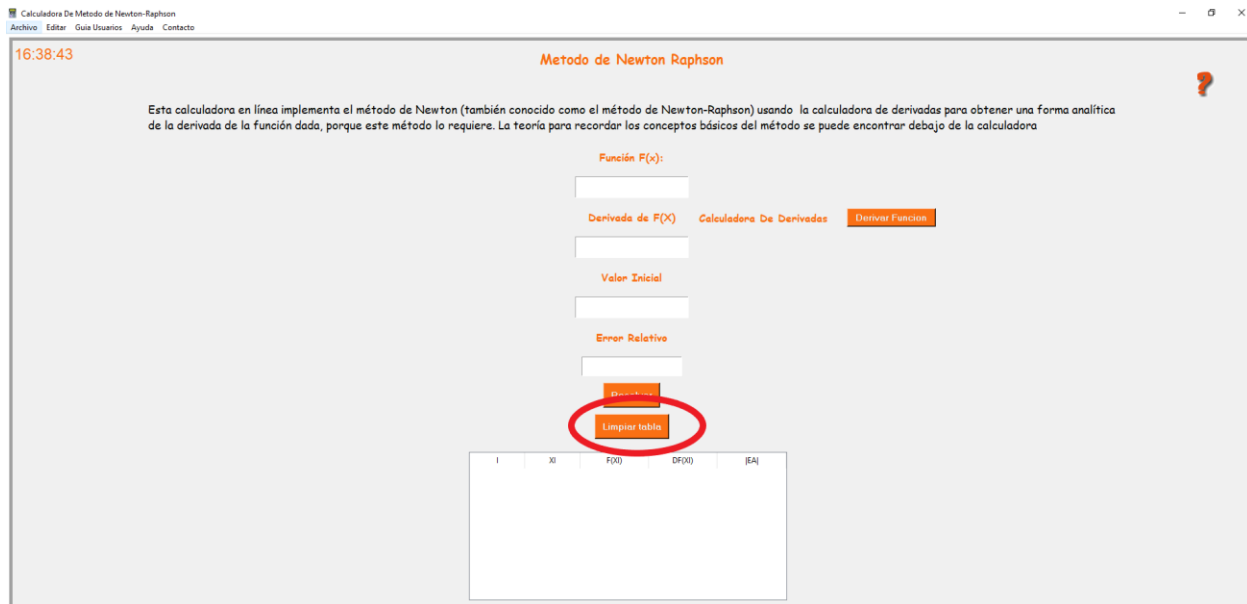 Calculadora De Metodo de Newton-Raphson
Archivo Editar Guia Usuarios Ayuda Contacto
16:38:43
Metodo de Newton Raphson
?
Esta calculadora en línea implementa el método de Newton (también conocido como el método de Newton-Raphson) usando la calculadora de derivadas para obtener una forma analítica
de la derivada de la función dada, porque este método lo requiere. La teoría para recordar los conceptos básicos del método se puede encontrar debajo de la calculadora
Función F(x):
Derivada de F(X) Calculadora De Derivadas Derivar Funcion
Valor Inicial
Error Relativo
Resolver
Limpiar tabla
I XI F(XI) DF(XI) |EA|